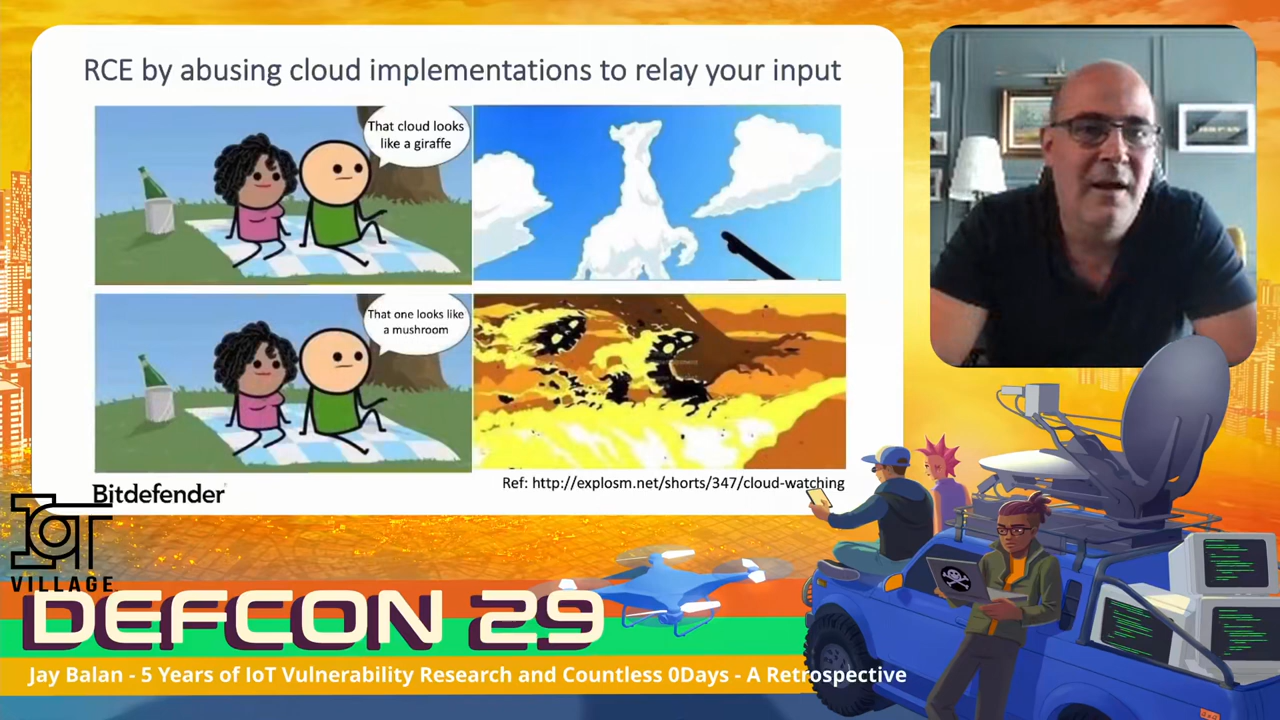 RCE by abusing cloud implementations to relay your input
That cloud looks
like a giraffe
That one looks like
a mushroom
Bitdefender
Ref: http://explosm.net/shorts/347/cloud-watching
IoT
VILLAGE
DEFCON 29
Jay Balan - 5 Years of IoT Vulnerability Research and Countless 0Days - A Retrospective